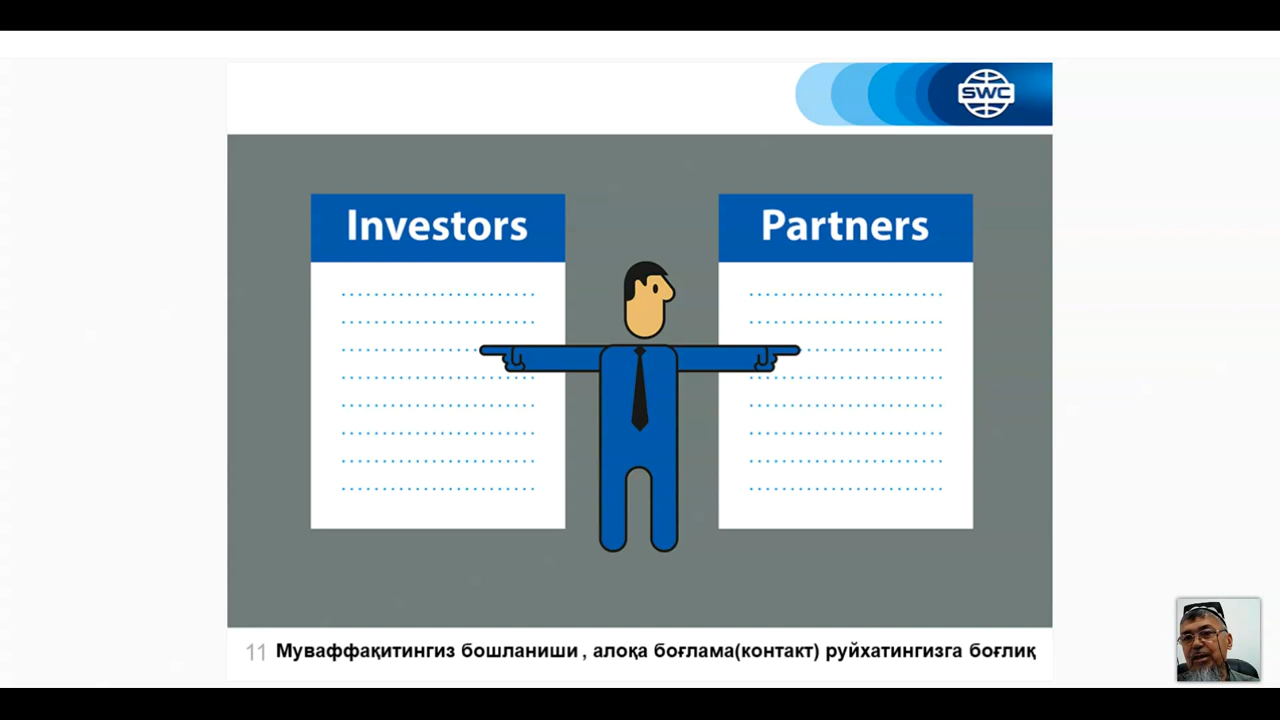 SWC
Investors
Partners
11 Муваффақитингиз бошланиши , алоқа боғлама(контакт) руйхатингизга боғлиқ